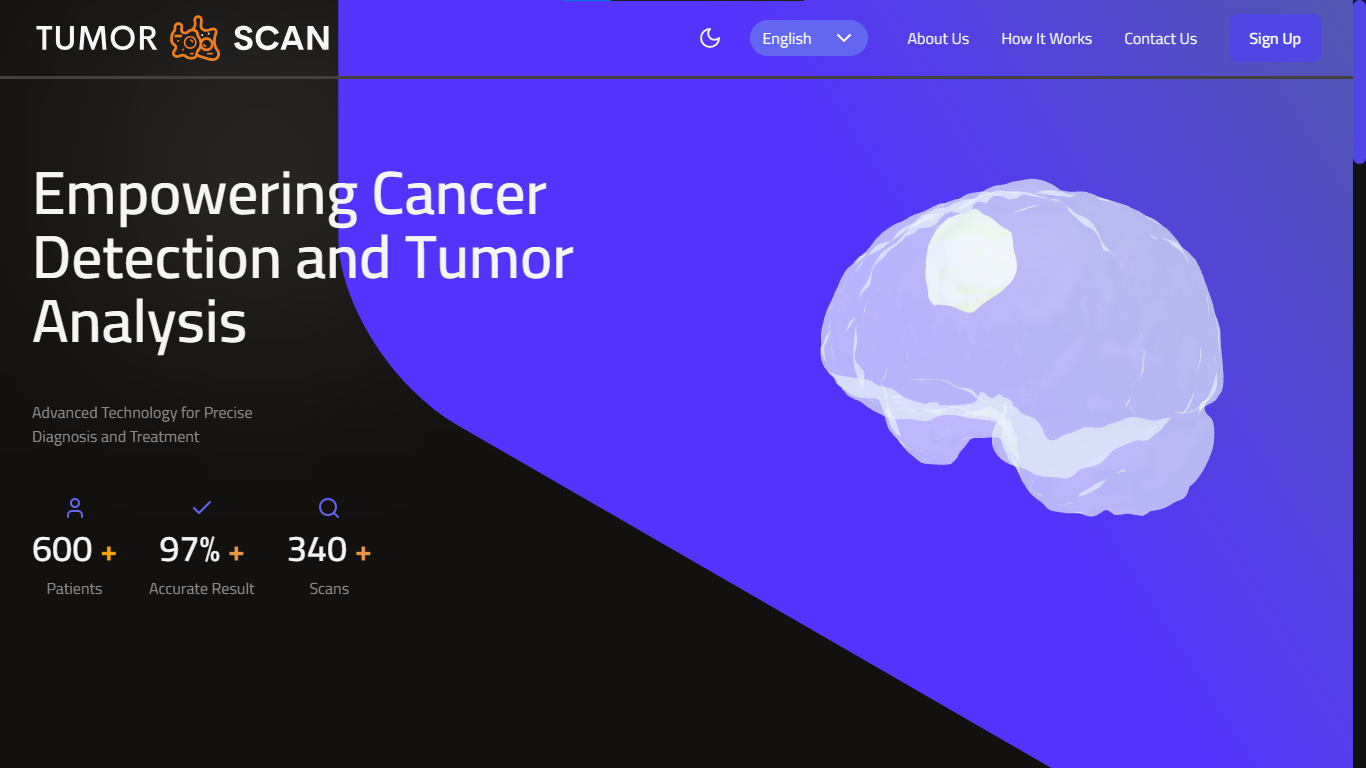 TUMOR SCAN
English
About Us
How It Works
Contact Us
Sign Up
Empowering Cancer
Detection and Tumor
Analysis
Advanced Technology for Precise
Diagnosis and Treatment
600 +
97% +
340 +
Patients
Accurate Result
Scans